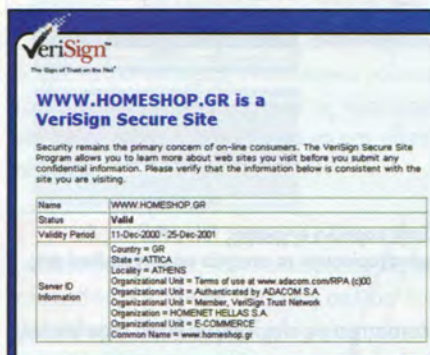 VeriSign™
The Sign of Trust on the Net™
WWW.HOMESHOP.GR is a
VeriSign Secure Site
Security remains the primary concern of on-line consumers. The VeriSign Secure Site
Program allows you to learn more about web sites you visit before you submit any
confidential information. Please verify that the information below is consistent with the
site you are visiting.
Name WWW.HOMESHOP.GR
Status Valid
Validity Period 11-Dec-2000 - 25-Dec-2001
Server ID Information
Country = GR
State = ATTICA
Locality = ATHENS
Organizational Unit = Terms of use at www.adacom.com/RPA (c)00
Organizational Unit = Authenticated by ADACOM S.A.
Organizational Unit = Member, VeriSign Trust Network
Organization = HOMENET HELLAS S.A.
Organizational Unit = E-COMMERCE
Common Name = www.homeshop.gr